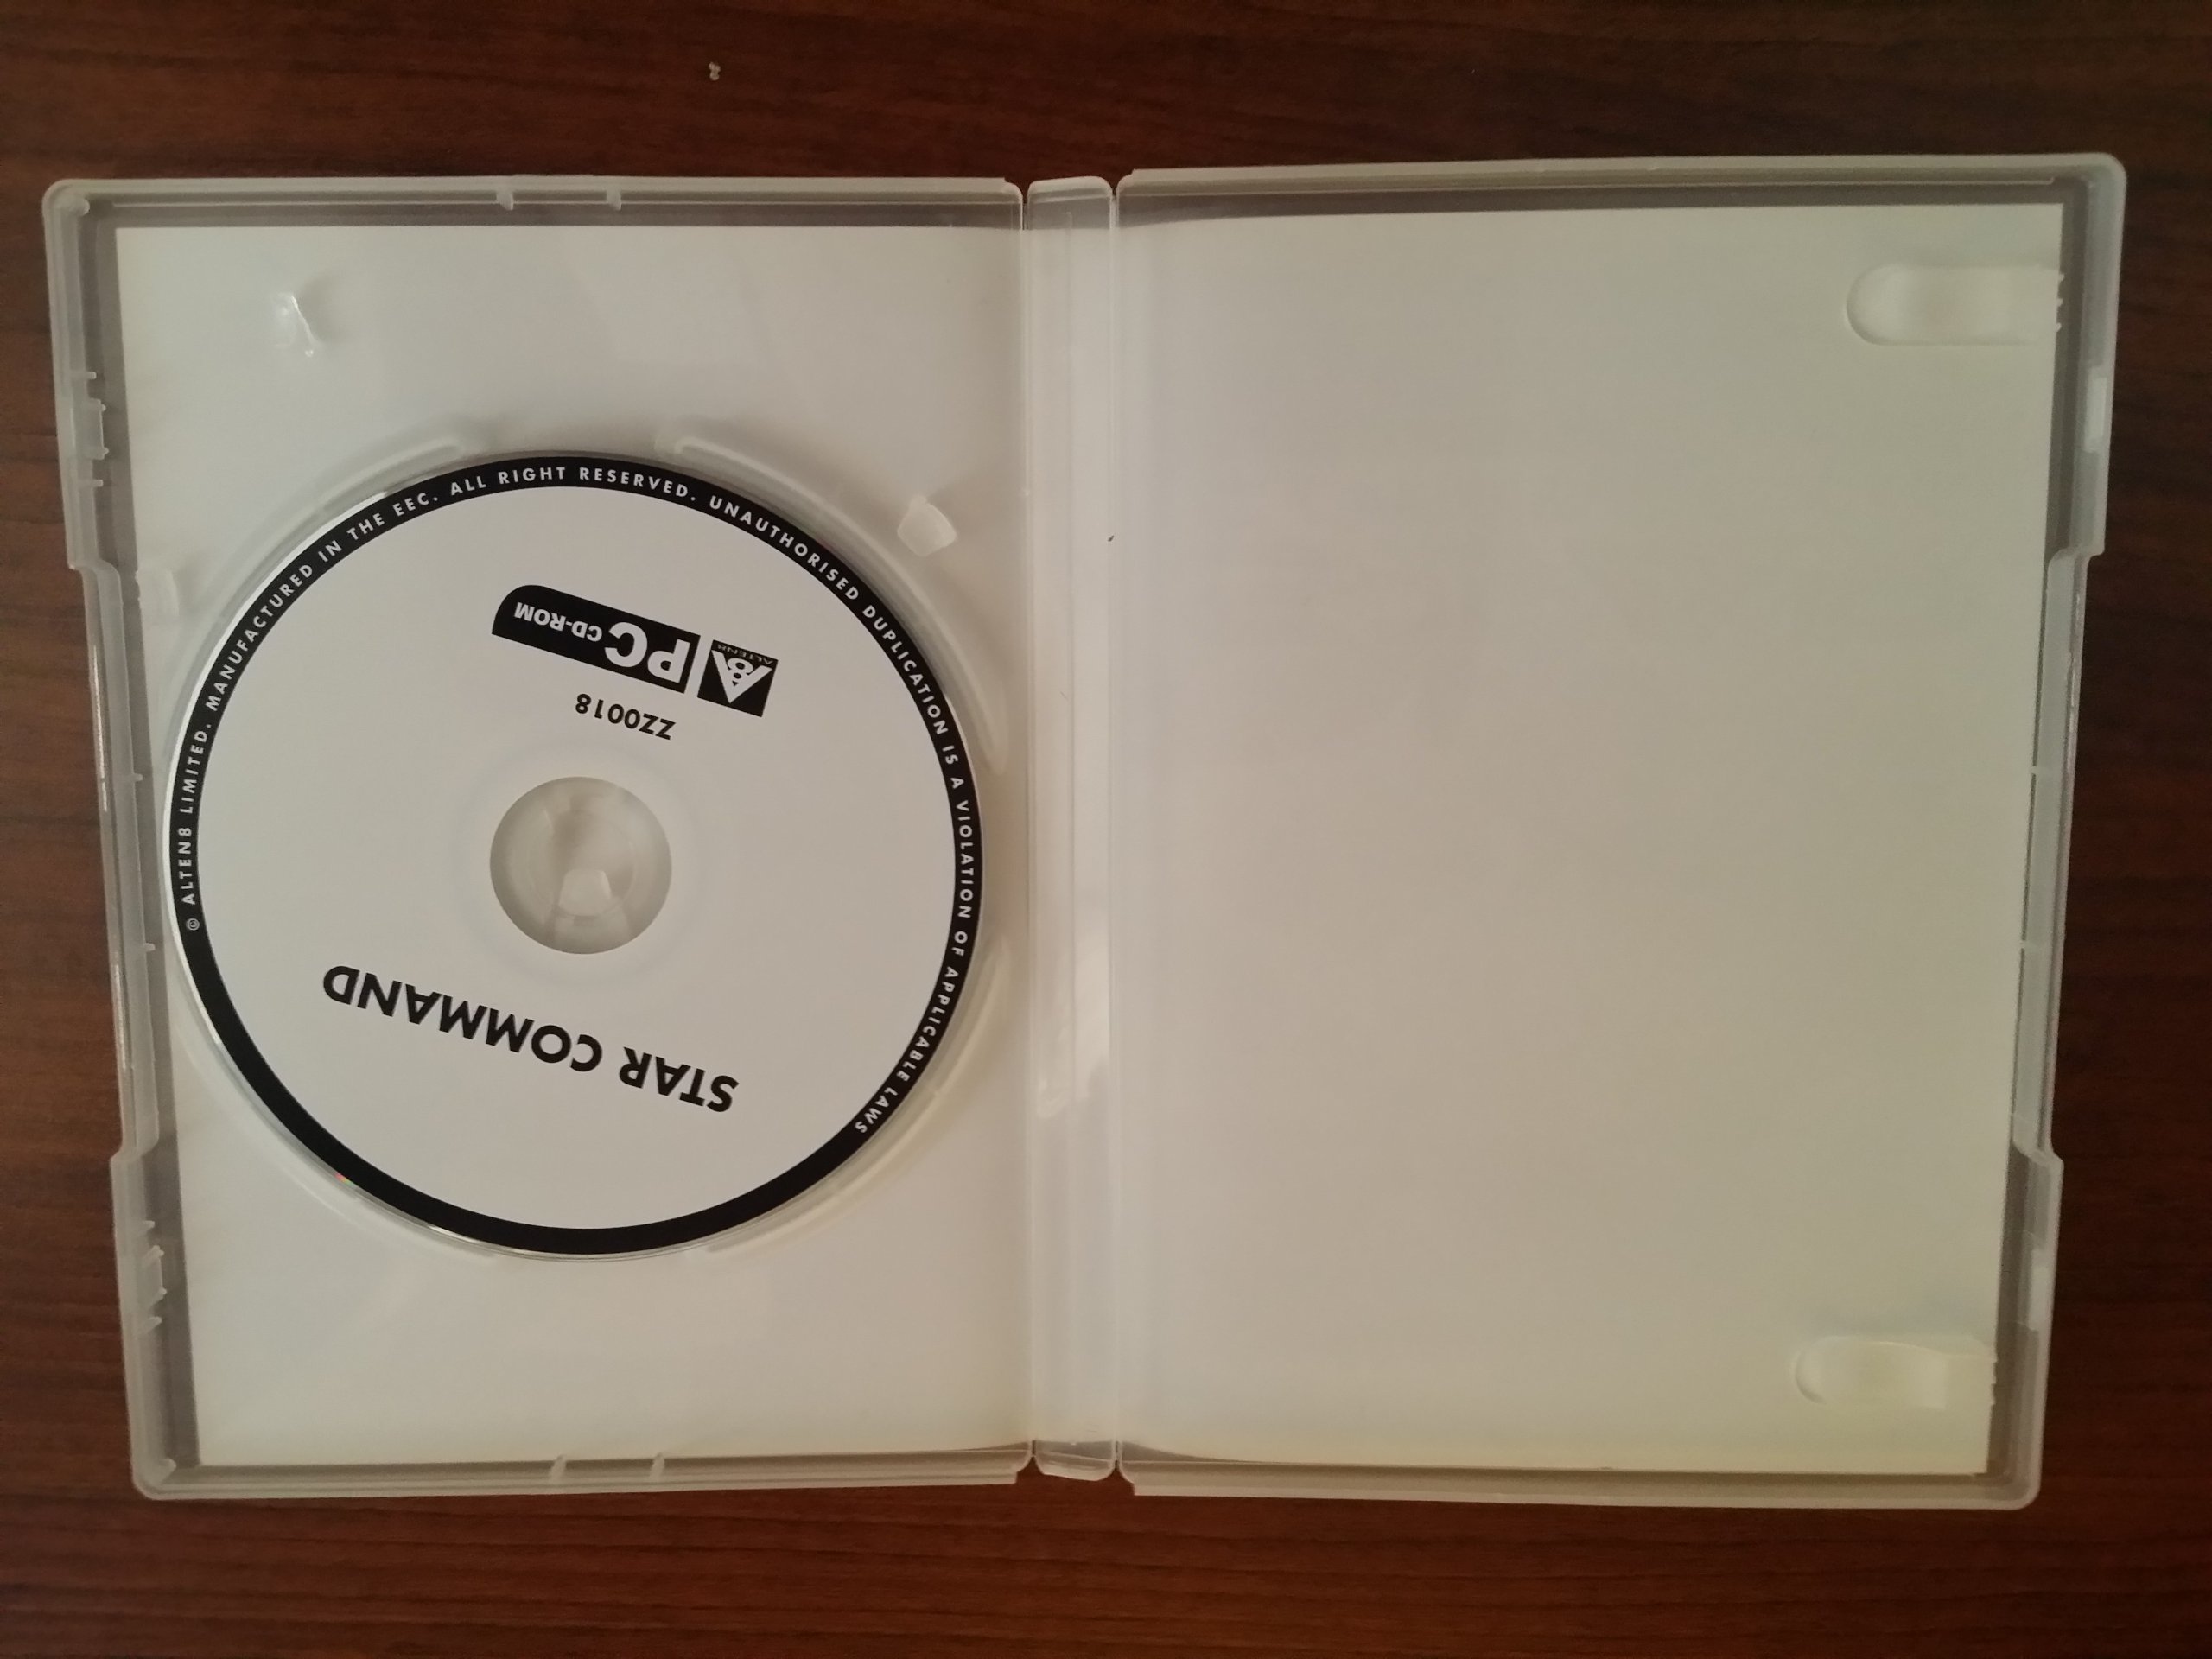 STAR COMMAND
ZZ0018
ALTEN8
PC CD-ROM
© ALTEN8 LIMITED. MANUFACTURED IN THE EEC. ALL RIGHT RESERVED. UNAUTHORISED DUPLICATION IS A VIOLATION OF APPLICABLE LAWS